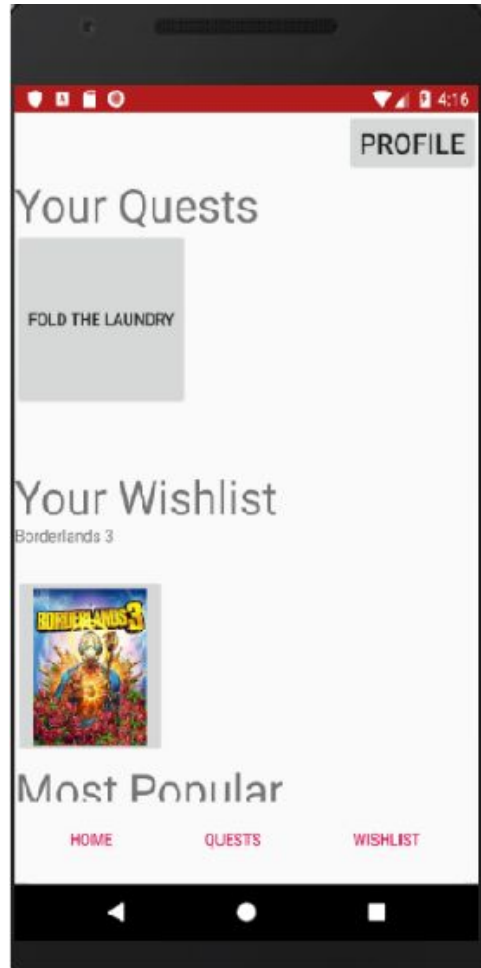 4:16
PROFILE
Your Quests
FOLD THE LAUNDRY
Your Wishlist
Borderlands 3
BORDERLANDS 3
Most Popular
HOME QUESTS WISHLIST